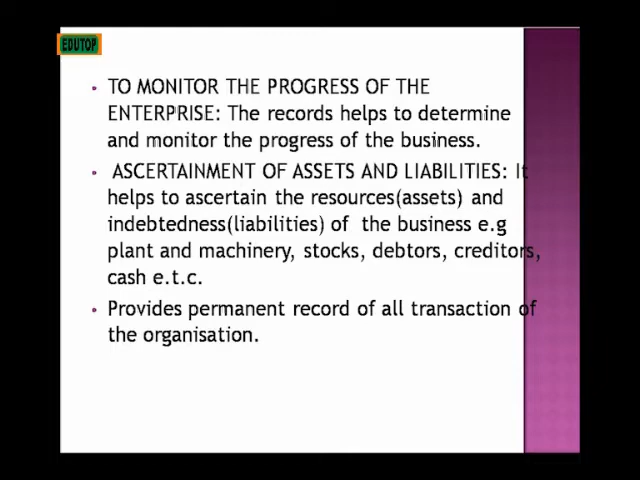 EDUTOP
TO MONITOR THE PROGRESS OF THE
ENTERPRISE: The records helps to determine
and monitor the progress of the business.
ASCERTAINMENT OF ASSETS AND LIABILITIES: It
helps to ascertain the resources(assets) and
indebtedness(liabilities) of the business e.g
plant and machinery, stocks, debtors, creditors,
cash e.t.c.
Provides permanent record of all transaction of
the organisation.